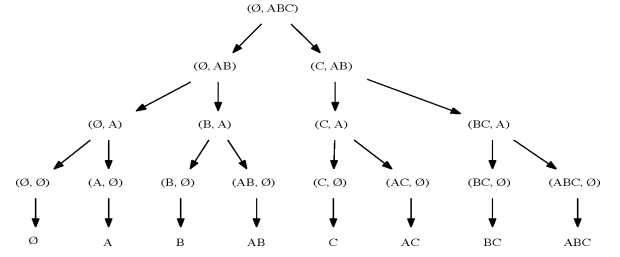 (Ø, ABC)
(Ø, AB) (C, AB)
(Ø, A) (B, A) (C, A) (BC, A)
(Ø, Ø) (A, Ø) (B, Ø) (AB, Ø) (C, Ø) (AC, Ø) (BC, Ø) (ABC, Ø)
Ø A B AB C AC BC ABC